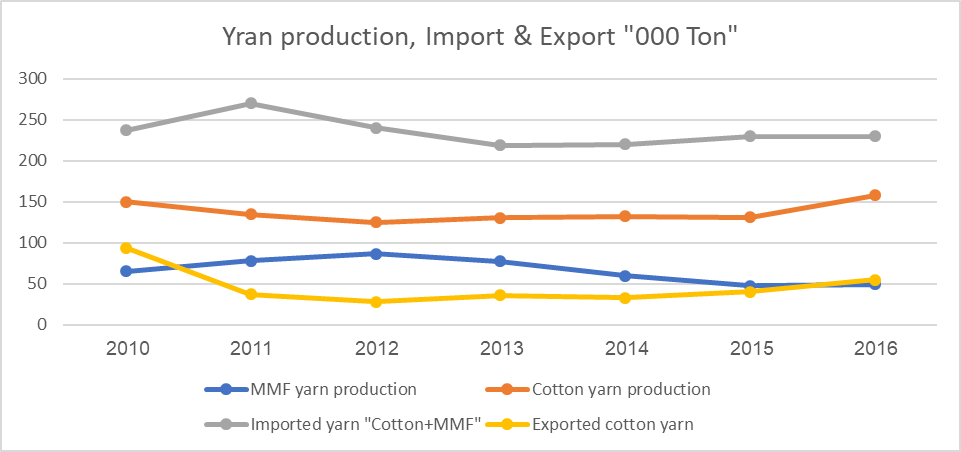 Yran production, Import & Export "000 Ton"
300
250
200
150
100
50
0
2010 2011 2012 2013 2014 2015 2016
MMF yarn production Cotton yarn production
Imported yarn "Cotton+MMF" Exported cotton yarn